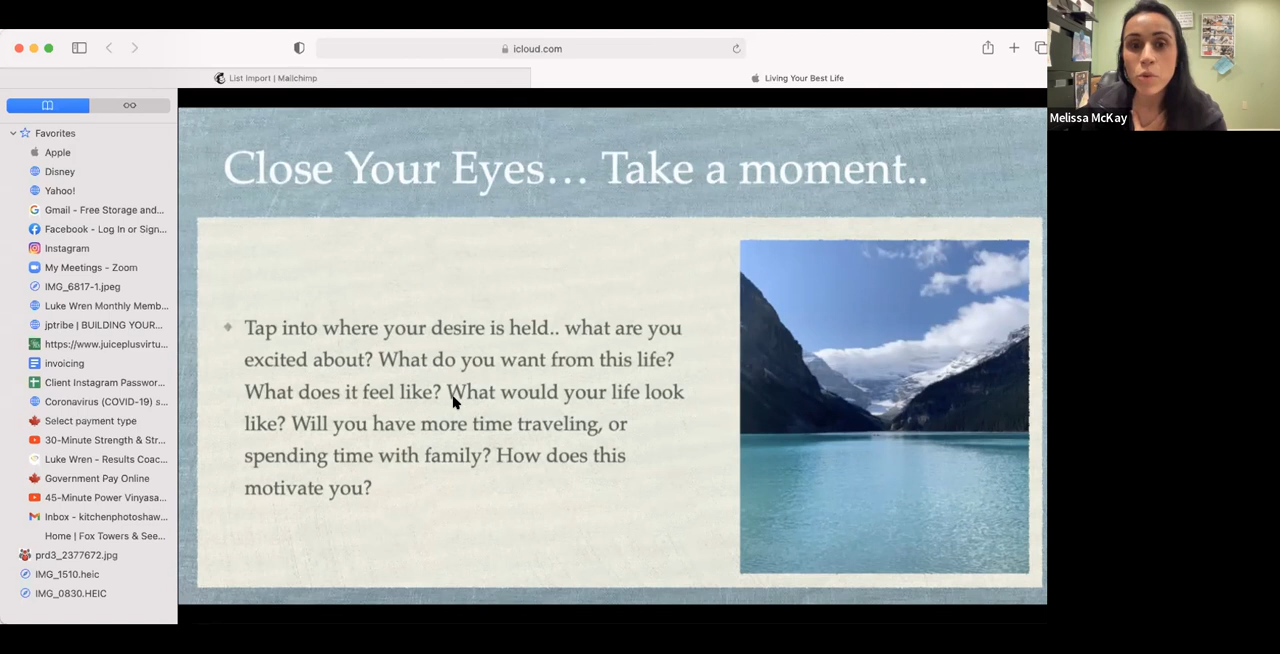 icloud.com
List Import | Mailchimp
Living Your Best Life
Melissa McKay
Favorites
Apple
Disney
Yahoo!
Gmail - Free Storage and...
Facebook - Log In or Sign...
Instagram
My Meetings - Zoom
IMG_6817-1.jpeg
Luke Wren Monthly Memb...
jptribe | BUILDING YOUR...
https://www.juiceplusvirtu...
invoicing
Client Instagram Passwor...
Coronavirus (COVID-19) s...
Select payment type
30-Minute Strength & Str...
Luke Wren - Results Coac...
Government Pay Online
45-Minute Power Vinyasa...
Inbox - kitchenphotoshaw...
Home | Fox Towers & See...
prd3_2377672.jpg
IMG_1510.heic
IMG_0830.HEIC
Close Your Eyes... Take a moment..
Tap into where your desire is held.. what are you
excited about? What do you want from this life?
What does it feel like? What would your life look
like? Will you have more time traveling, or
spending time with family? How does this
motivate you?